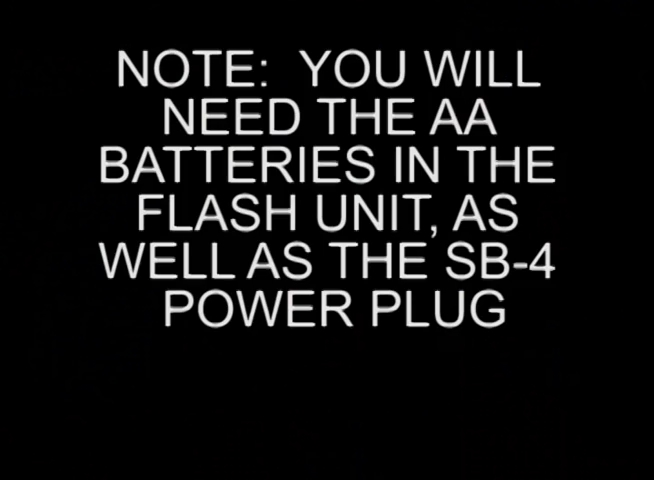 NOTE:  YOU WILL
NEED THE AA
BATTERIES IN THE
FLASH UNIT, AS
WELL AS THE SB-4
POWER PLUG